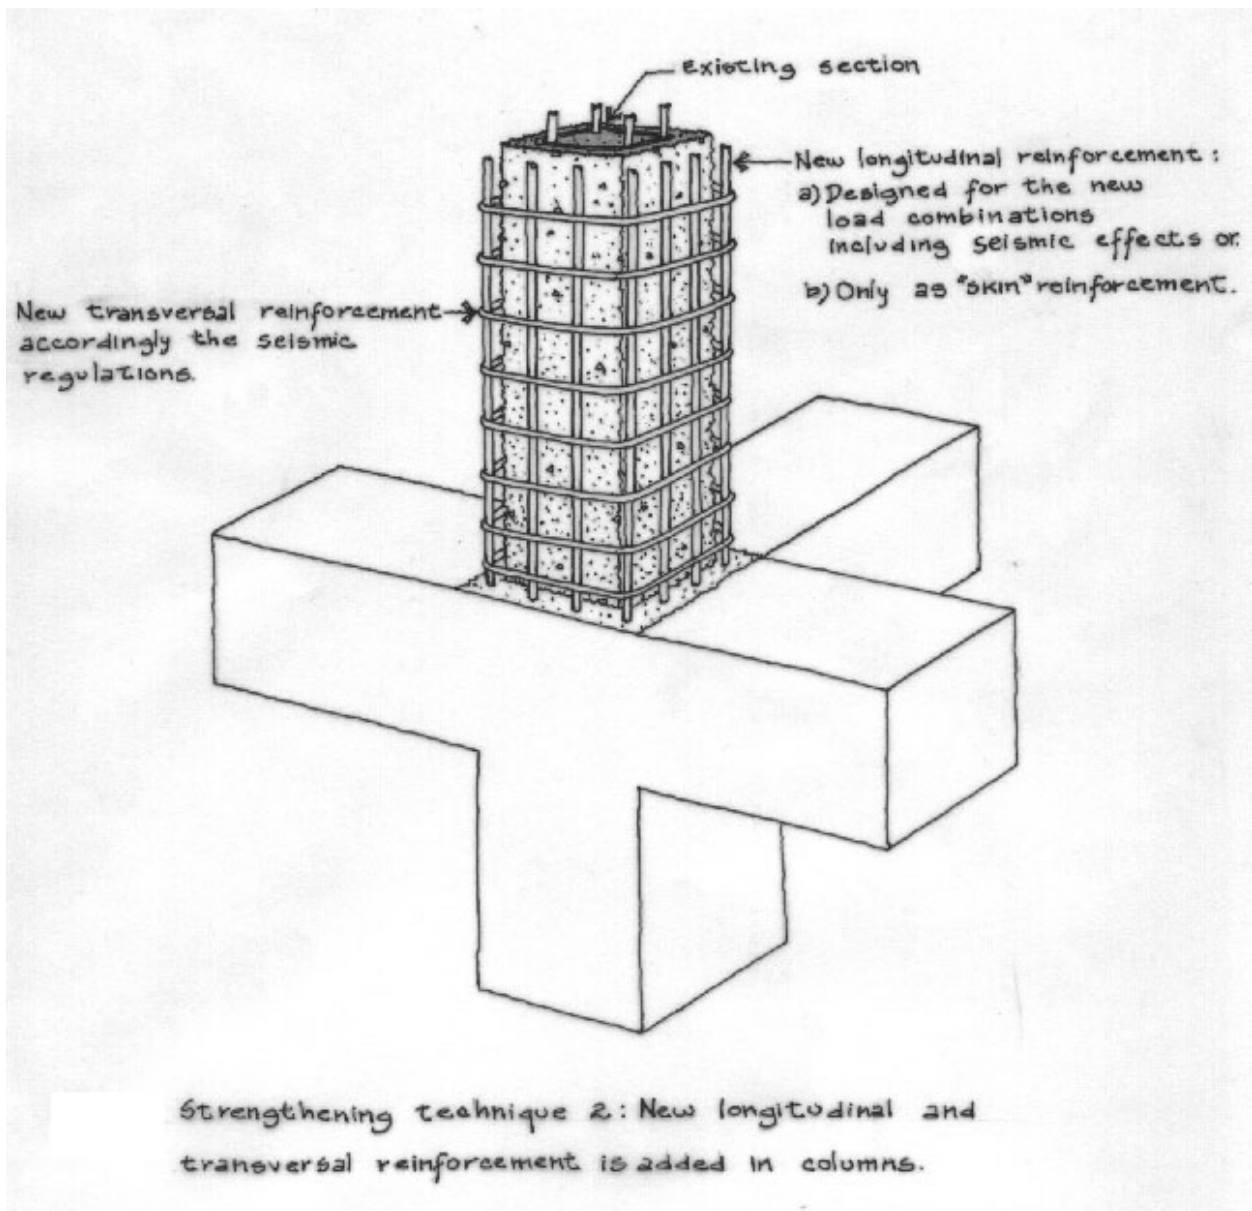 Existing section
New longitudinal reinforcement:
a) Designed for the new
load combinations
including seismic effects or
b) Only as "skin" reinforcement.
New transversal reinforcement
accordingly the seismic
regulations.
Strengthening technique 2: New longitudinal and
transversal reinforcement is added in columns.